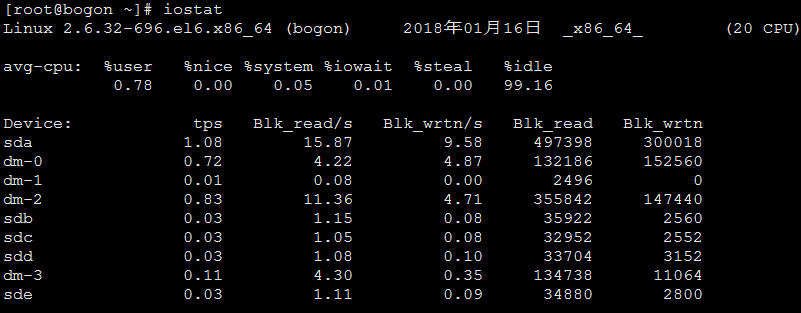 [root@bogon ~]# iostat
Linux 2.6.32-696.el6.x86_64 (bogon) 2018年01月16日 _x86_64_ (20 CPU)
avg-cpu: %user %nice %system %iowait %steal %idle
0.78 0.00 0.05 0.01 0.00 99.16
Device: tps Blk_read/s Blk_wrtn/s Blk_read Blk_wrtn
sda 1.08 15.87 9.58 497398 300018
dm-0 0.72 4.22 4.87 132186 152560
dm-1 0.01 0.08 0.00 2496 0
dm-2 0.83 11.36 4.71 355842 147440
sdb 0.03 1.15 0.08 35922 2560
sdc 0.03 1.05 0.08 32952 2552
sdd 0.03 1.08 0.10 33704 3152
dm-3 0.11 4.30 0.35 134738 11064
sde 0.03 1.11 0.09 34880 2800